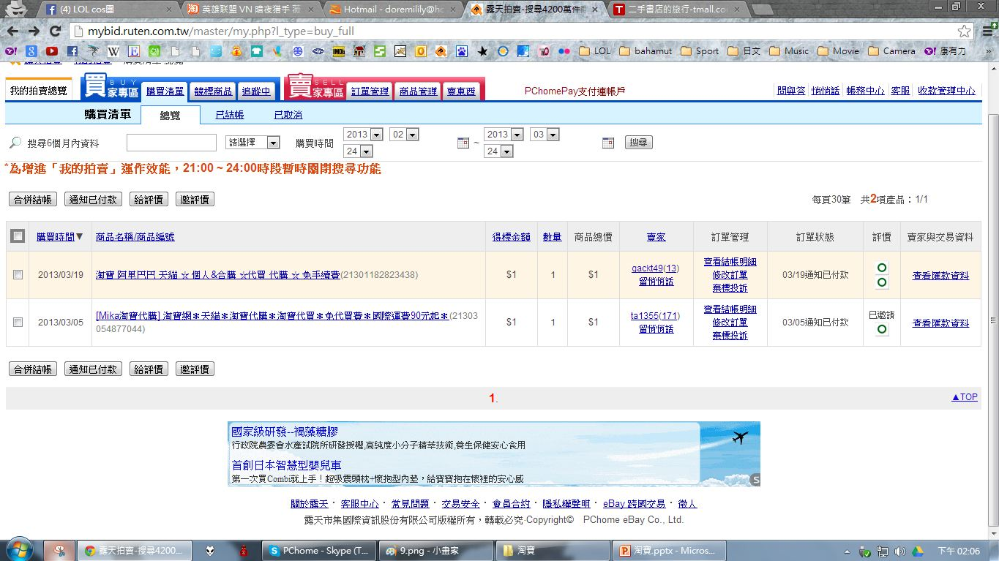 (4) LOL cos團
英雄联盟 VN 暗夜猎手 薇
Hotmail - doremilily@ho
露天拍賣-搜尋4200萬件商
二手書店的旅行-tmall.co
mybid.ruten.com.tw/master/my.php?l_type=buy_full
LOL bahamut Sport 日文 Music Movie Camera 康有力 »
我的拍賣總覽 買 BUY 家專區 購買清單 競標商品 追蹤中 賣 SELL 家專區 訂單管理 商品管理 賣東西 PChomePay支付連帳戶 問與答 悄悄話 帳務中心 客服 收款管理中心
購買清單 總覽 已結帳 已取消
搜尋6個月內資料 請選擇 購買時間 2013 02 24 ~ 2013 03 24 搜尋
*為增進「我的拍賣」運作效能，21:00 ~ 24:00時段暫時關閉搜尋功能
合併結帳 通知已付款 給評價 邀評價 每頁30筆 共2項產品：1/1
購買時間▼ 商品名稱/商品編號 得標金額 數量 商品總價 賣家 訂單管理 訂單狀態 評價 賣家與交易資料
2013/03/19 淘寶 阿里巴巴 天貓 ☆ 個人&合購 ☆代買 代購 ☆ 免手續費(21301182823438) $1 1 $1 gackt49(13) 留悄悄話 查看結帳明細 修改訂單 棄標投訴 03/19通知已付款 查看匯款資料
2013/03/05 [Mika淘寶代購] 淘寶網＊天貓＊淘寶代購＊淘寶代買＊免代買費＊國際運費90元起＊(21303054877044) $1 1 $1 ta1355(171) 留悄悄話 查看結帳明細 修改訂單 棄標投訴 03/05通知已付款 已邀請 查看匯款資料
合併結帳 通知已付款 給評價 邀評價
1. ▲TOP
國家級研發--褐藻糖膠
行政院農委會水產試院所研發授權,高純度小分子精萃技術,養生保健安心食用
首創日本智慧型嬰兒車
第一次買Combi就上手！超吸震頭枕+懷抱型內墊，給寶寶抱在懷裡的安心感
關於露天‧ 客服中心‧ 常見問題‧ 交易安全‧ 會員合約‧ 隱私權聲明‧ eBay 跨國交易‧ 徵人
露天市集國際資訊股份有限公司版權所有，轉載必究‧Copyright© PChome eBay Co., Ltd.
露天拍賣-搜尋4200... PChome - Skype (T... 9.png - 小畫家 淘寶 淘寶.pptx - Micros... 下午 02:06